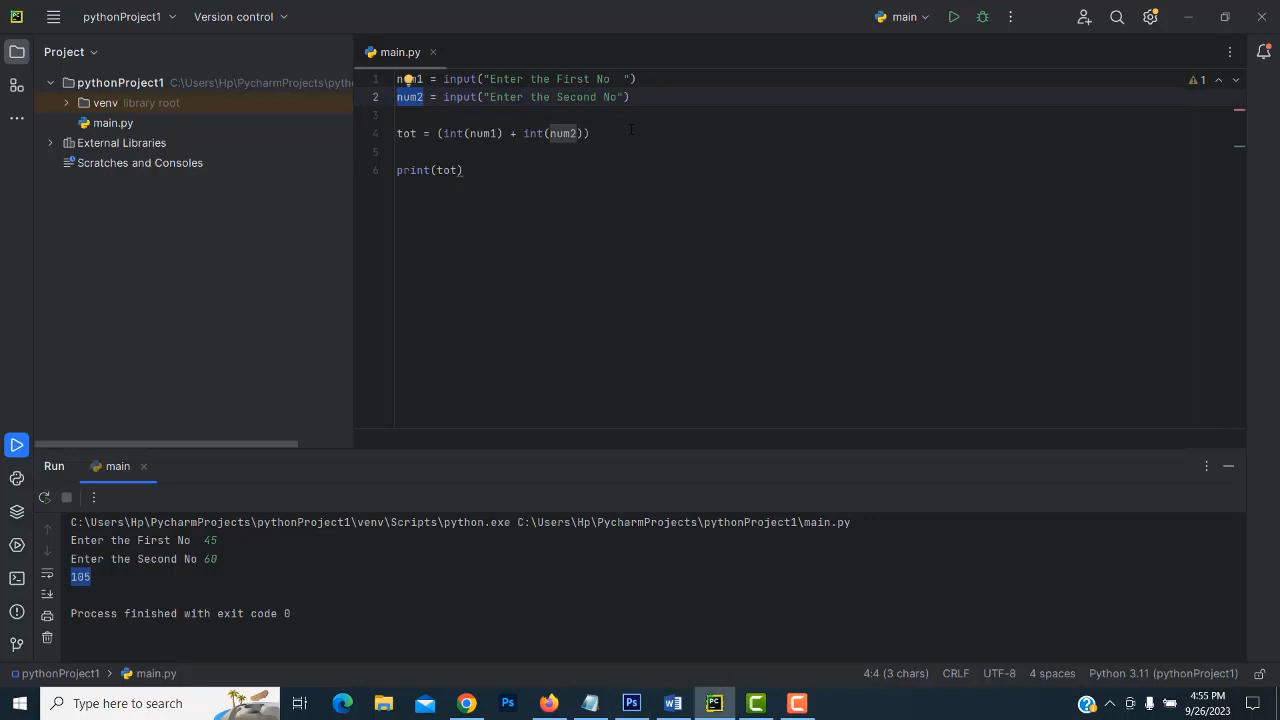 pythonProject1 Version control main
Project main.py
pythonProject1 C:\Users\Hp\PycharmProjects\pyth
venv library root
main.py
External Libraries
Scratches and Consoles
1 num1 = input("Enter the First No  ") 1
2 num2 = input("Enter the Second No")
3
4 tot = (int(num1) + int(num2))
5
6 print(tot)
Run main
C:\Users\Hp\PycharmProjects\pythonProject1\venv\Scripts\python.exe C:\Users\Hp\PycharmProjects\pythonProject1\main.py
Enter the First No  45
Enter the Second No 60
105
Process finished with exit code 0
pythonProject1 main.py 4:4 (3 chars) CRLF UTF-8 4 spaces Python 3.11 (pythonProject1)
Type here to search
4:55 PM
9/26/2023